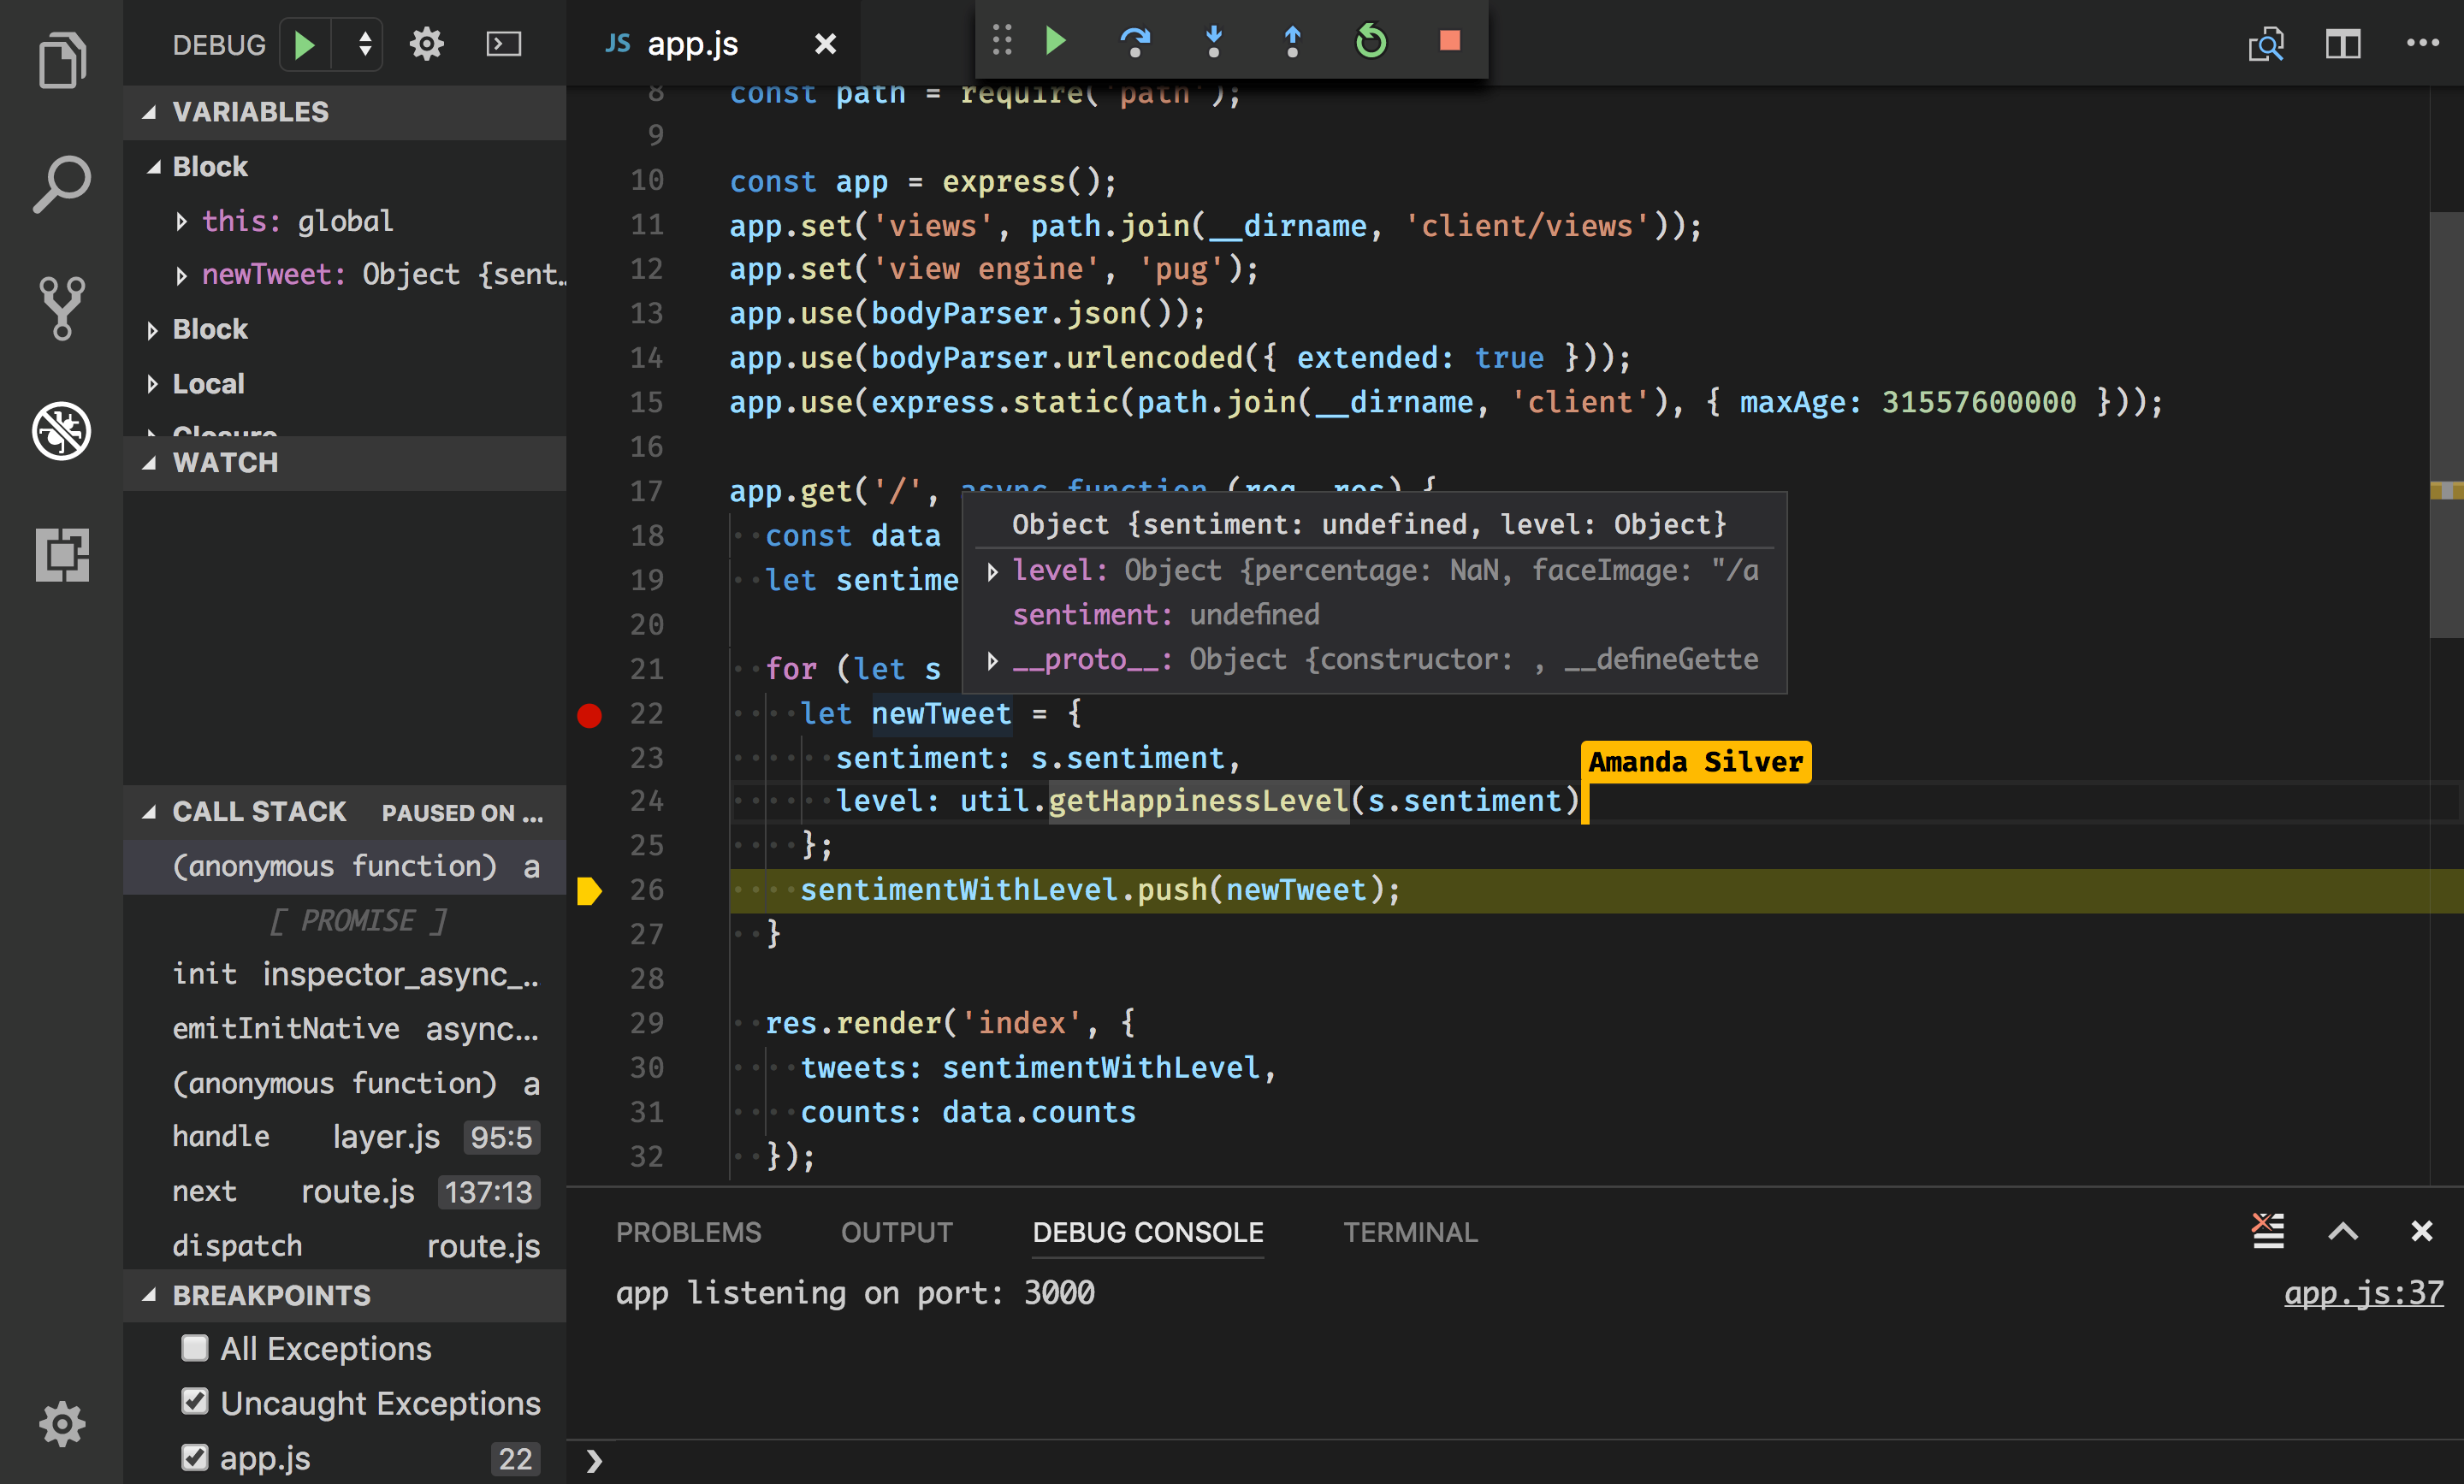 DEBUG
VARIABLES
Block
this: global
newTweet: Object {sent…
Block
Local
Closure
WATCH
CALL STACK PAUSED ON …
(anonymous function) a
[ PROMISE ]
init inspector_async_…
emitInitNative async…
(anonymous function) a
handle layer.js 95:5
next route.js 137:13
dispatch route.js
BREAKPOINTS
All Exceptions
Uncaught Exceptions
app.js 22
JS app.js
8 const path = require('path');
9
10 const app = express();
11 app.set('views', path.join(__dirname, 'client/views'));
12 app.set('view engine', 'pug');
13 app.use(bodyParser.json());
14 app.use(bodyParser.urlencoded({ extended: true }));
15 app.use(express.static(path.join(__dirname, 'client'), { maxAge: 31557600000 }));
16
17 app.get('/', async function (req, res) {
18 const data
19 let sentime
20
21 for (let s
Object {sentiment: undefined, level: Object}
level: Object {percentage: NaN, faceImage: "/a
sentiment: undefined
__proto__: Object {constructor: , __defineGette
22 let newTweet = {
23 sentiment: s.sentiment,
Amanda Silver
24 level: util.getHappinessLevel(s.sentiment)
25 };
26 sentimentWithLevel.push(newTweet);
27 }
28
29 res.render('index', {
30 tweets: sentimentWithLevel,
31 counts: data.counts
32 });
PROBLEMS OUTPUT DEBUG CONSOLE TERMINAL
app listening on port: 3000 app.js:37